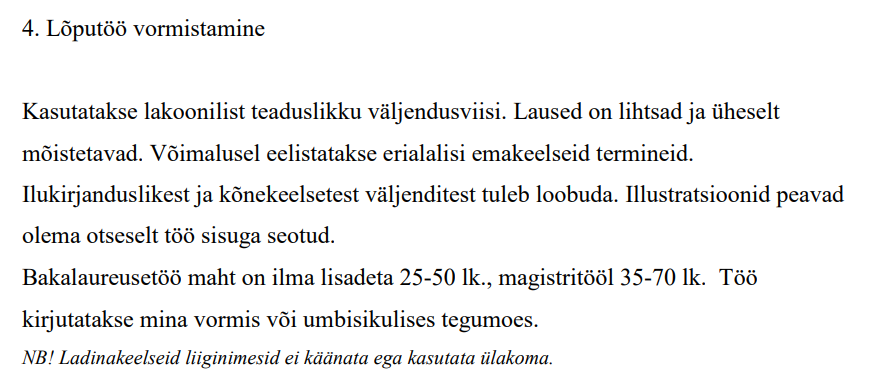 4. Lõputöö vormistamine
Kasutatakse lakoonilist teaduslikku väljendusviisi. Laused on lihtsad ja üheselt
mõistetavad. Võimalusel eelistatakse erialalisi emakeelseid termineid.
Ilukirjanduslikest ja kõnekeelsetest väljenditest tuleb loobuda. Illustratsioonid peavad
olema otseselt töö sisuga seotud.
Bakalaureusetöö maht on ilma lisadeta 25-50 lk., magistritööl 35-70 lk.  Töö
kirjutatakse mina vormis või umbisikulises tegumoes.
NB! Ladinakeelseid liiginimesid ei käänata ega kasutata ülakoma.